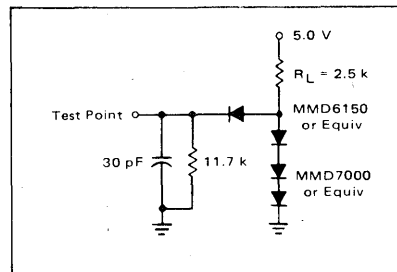 5.0 V
R_L = 2.5 k
Test Point
MMD6150
or Equiv
30 pF
11.7 k
MMD7000
or Equiv